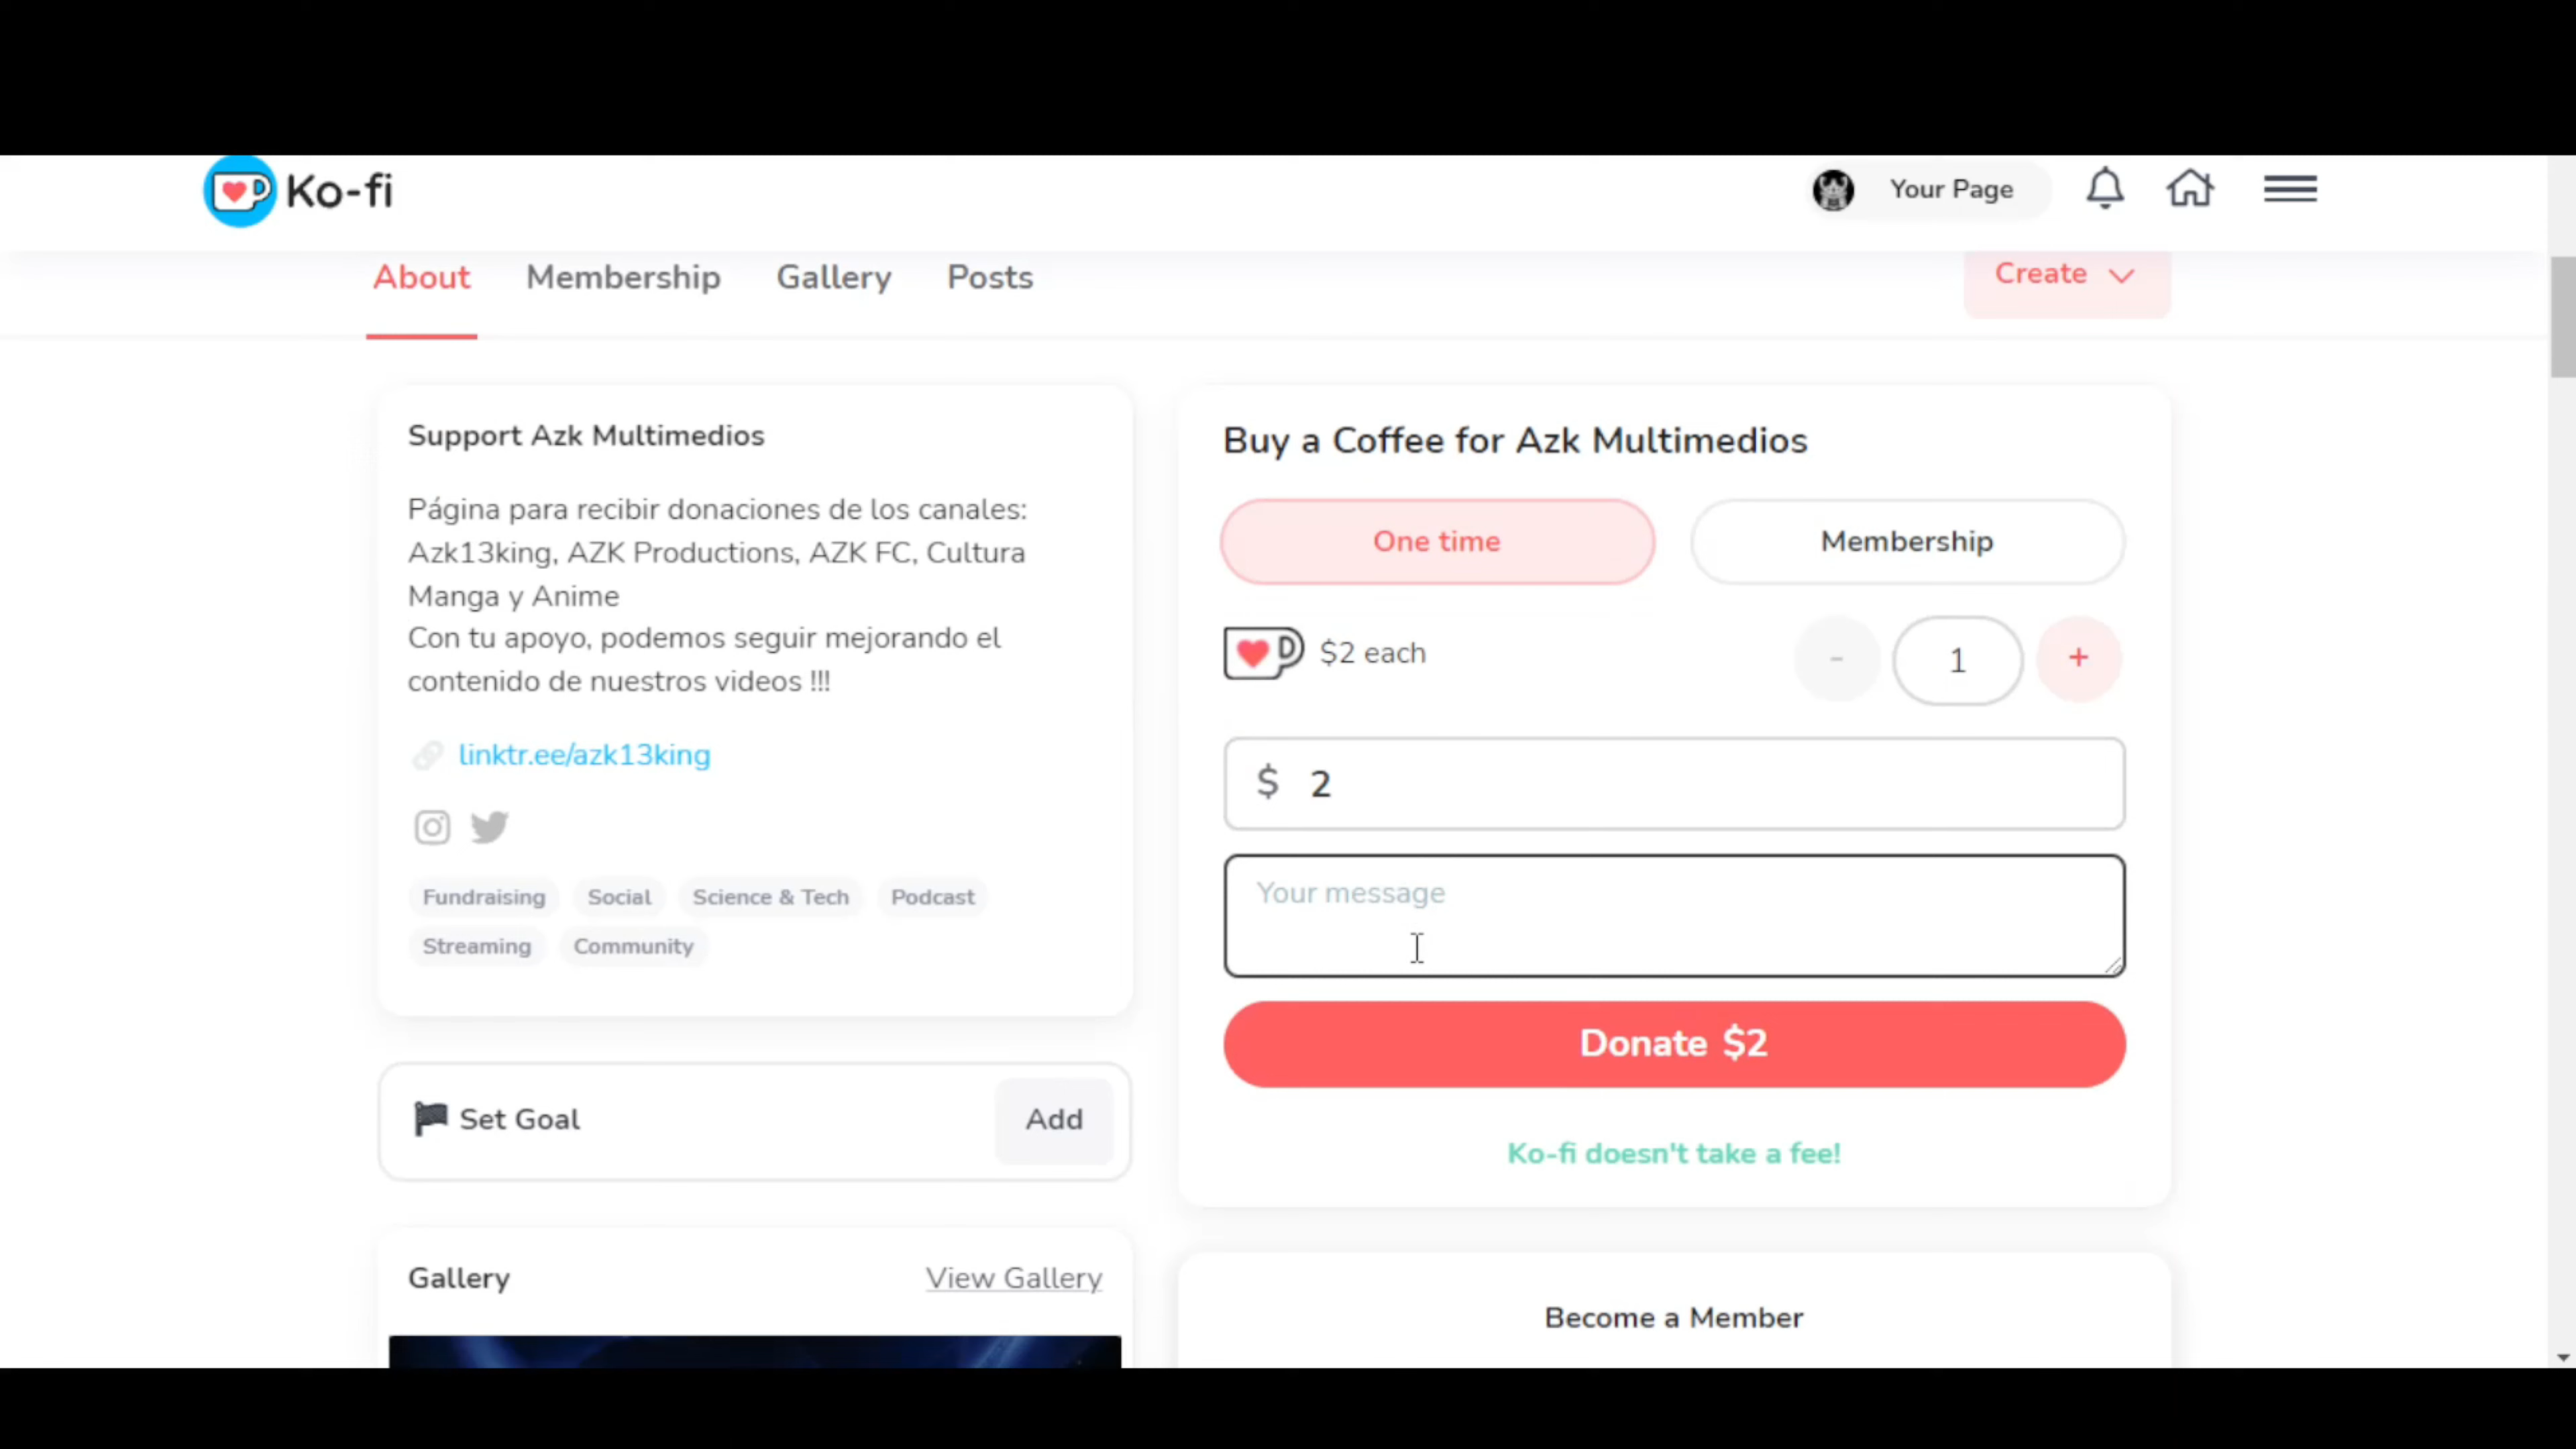 Ko-fi
Your Page
About
Membership
Gallery
Posts
Create
Support Azk Multimedios
Página para recibir donaciones de los canales:
Azk13king, AZK Productions, AZK FC, Cultura
Manga y Anime
Con tu apoyo, podemos seguir mejorando el
contenido de nuestros videos !!!
linktr.ee/azk13king
Fundraising
Social
Science & Tech
Podcast
Streaming
Community
Set Goal
Add
Gallery
View Gallery
Buy a Coffee for Azk Multimedios
One time
Membership
$2 each
-
1
+
$ 2
Your message
Donate $2
Ko-fi doesn't take a fee!
Become a Member